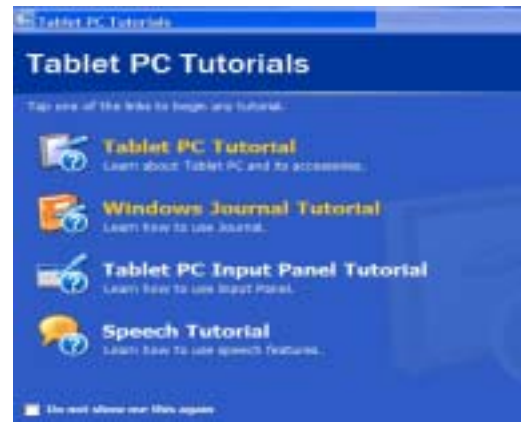 Tablet PC Tutorials
Tablet PC Tutorials
Tap one of the links to begin any tutorial.
Tablet PC Tutorial
Learn about Tablet PC and its accessories.
Windows Journal Tutorial
Learn how to use Journal.
Tablet PC Input Panel Tutorial
Learn how to use Input Panel.
Speech Tutorial
Learn how to use speech features.
Do not show me this again